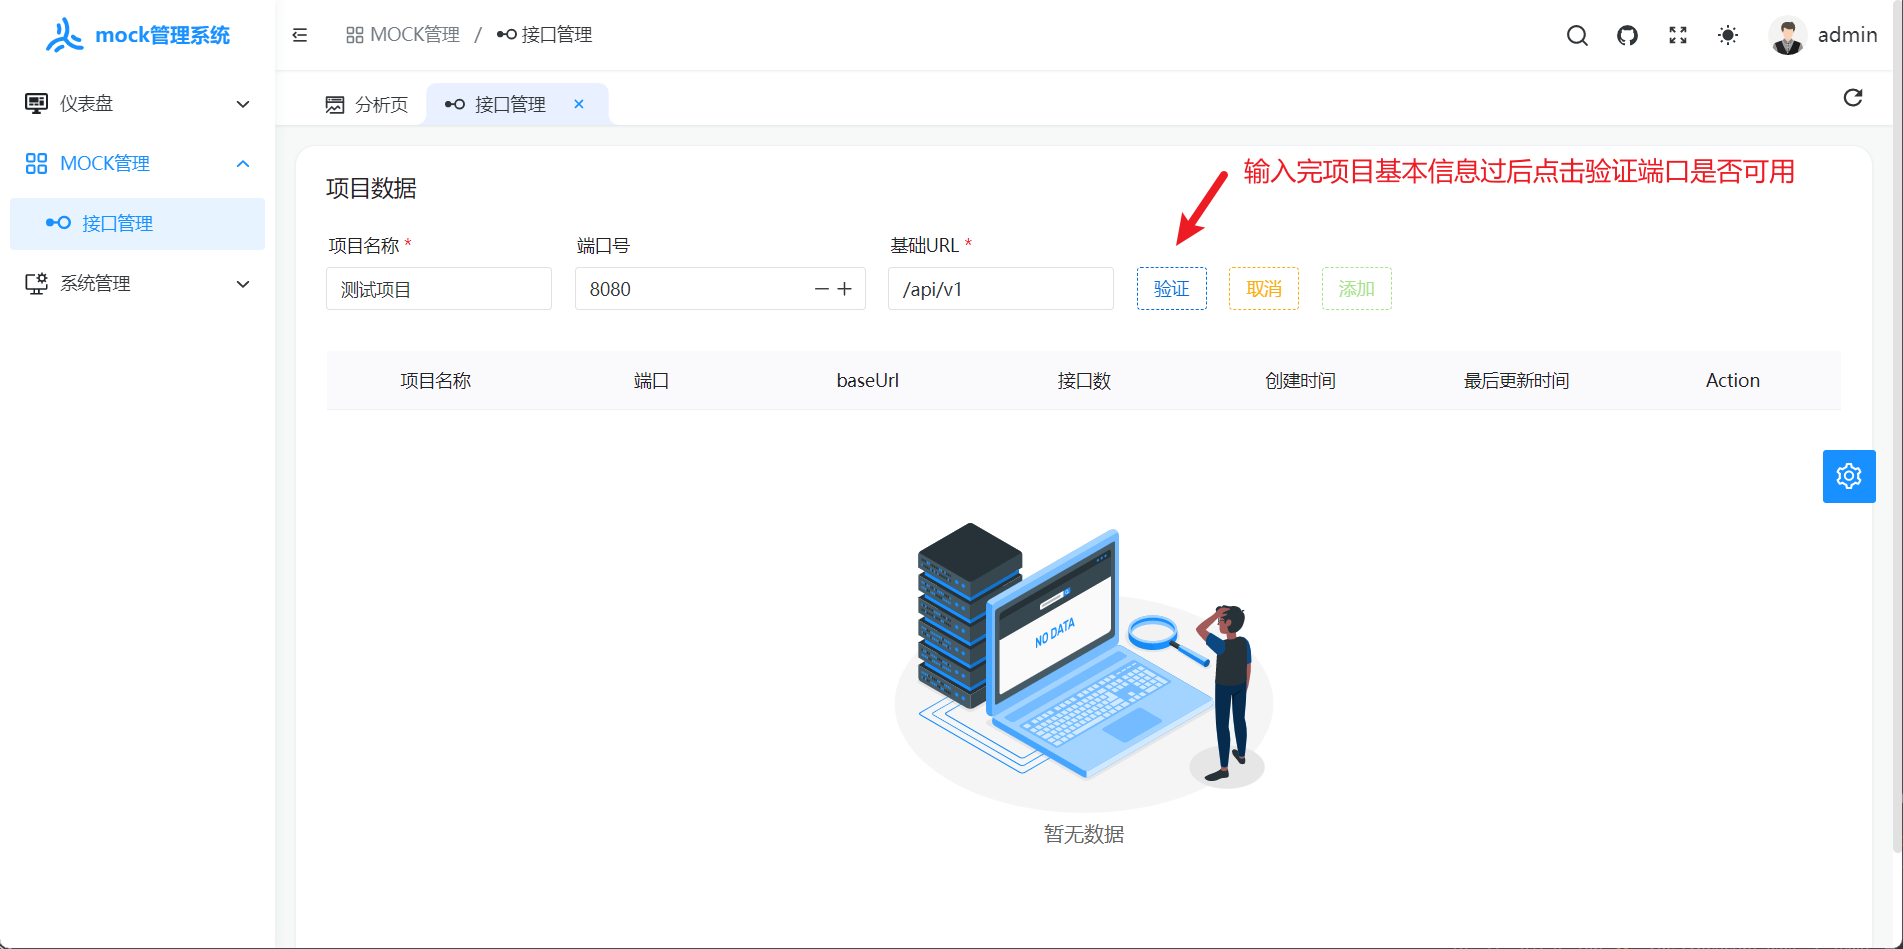 mock管理系统
MOCK管理 / 接口管理
admin
仪表盘
MOCK管理
接口管理
系统管理
分析页
接口管理
输入完项目基本信息过后点击验证端口是否可用
项目数据
项目名称 * 端口号 基础URL *
测试项目 8080 /api/v1 验证 取消 添加
项目名称 端口 baseUrl 接口数 创建时间 最后更新时间 Action
NO DATA
暂无数据